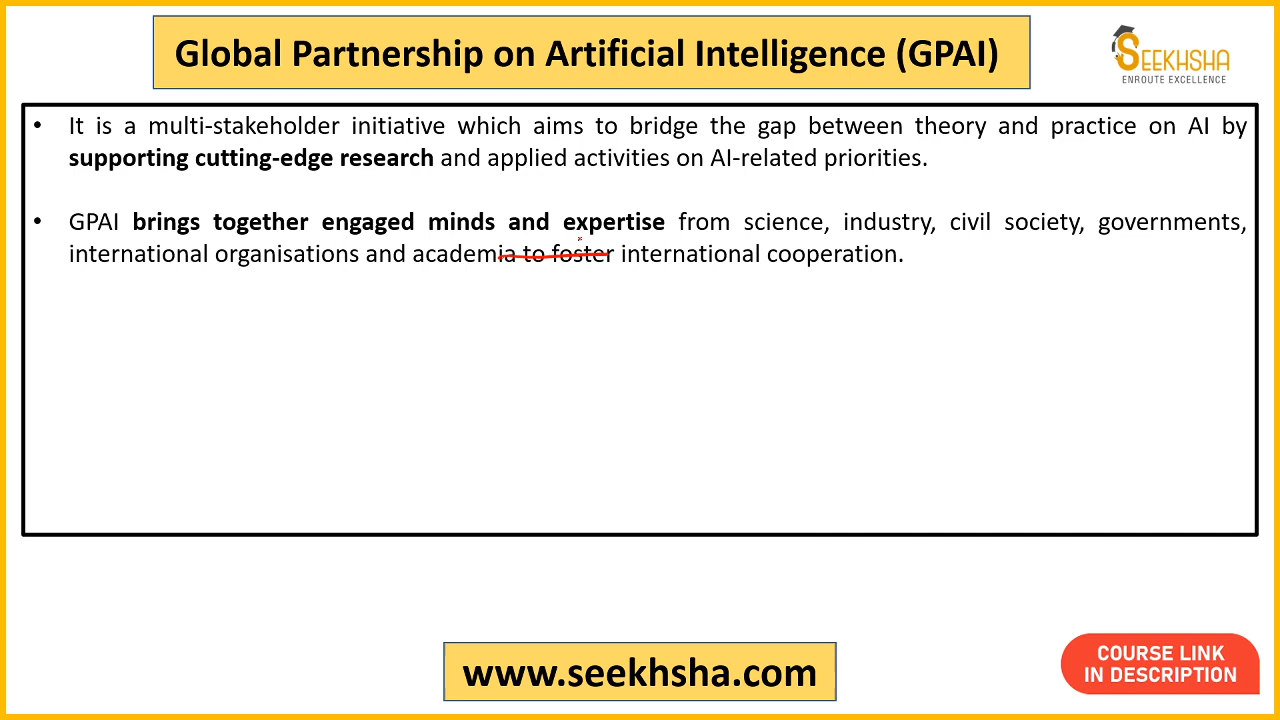 Global Partnership on Artificial Intelligence (GPAI)
SEEKHSHA
ENROUTE EXCELLENCE
• It is a multi-stakeholder initiative which aims to bridge the gap between theory and practice on AI by
supporting cutting-edge research and applied activities on AI-related priorities.
• GPAI brings together engaged minds and expertise from science, industry, civil society, governments,
international organisations and academia to foster international cooperation.
www.seekhsha.com
COURSE LINK
IN DESCRIPTION